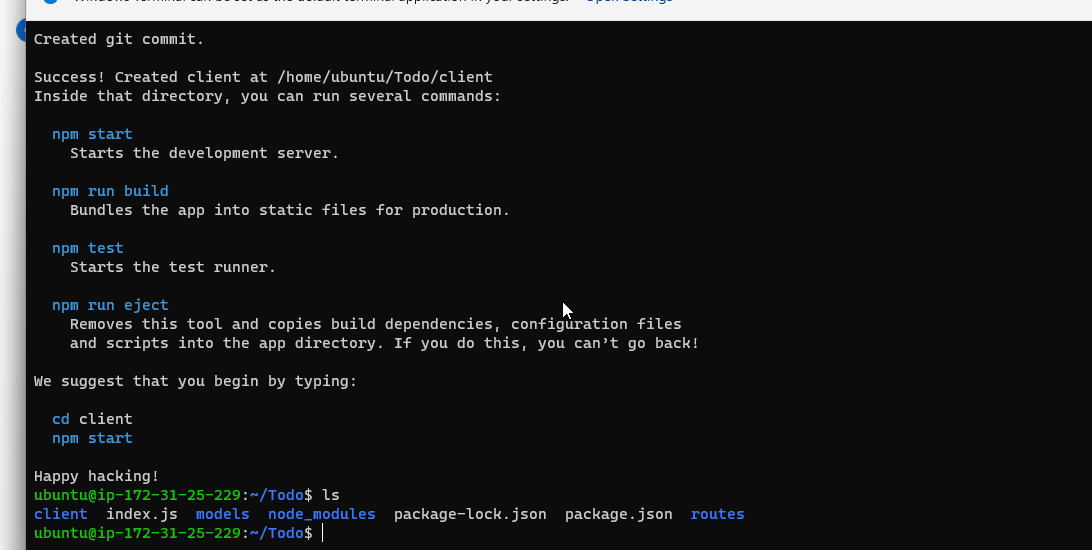 Created git commit.
Success! Created client at /home/ubuntu/Todo/client
Inside that directory, you can run several commands:
npm start
Starts the development server.
npm run build
Bundles the app into static files for production.
npm test
Starts the test runner.
npm run eject
Removes this tool and copies build dependencies, configuration files
and scripts into the app directory. If you do this, you can’t go back!
We suggest that you begin by typing:
cd client
npm start
Happy hacking!
ubuntu@ip-172-31-25-229:~/Todo$ ls
client index.js models node_modules package-lock.json package.json routes
ubuntu@ip-172-31-25-229:~/Todo$